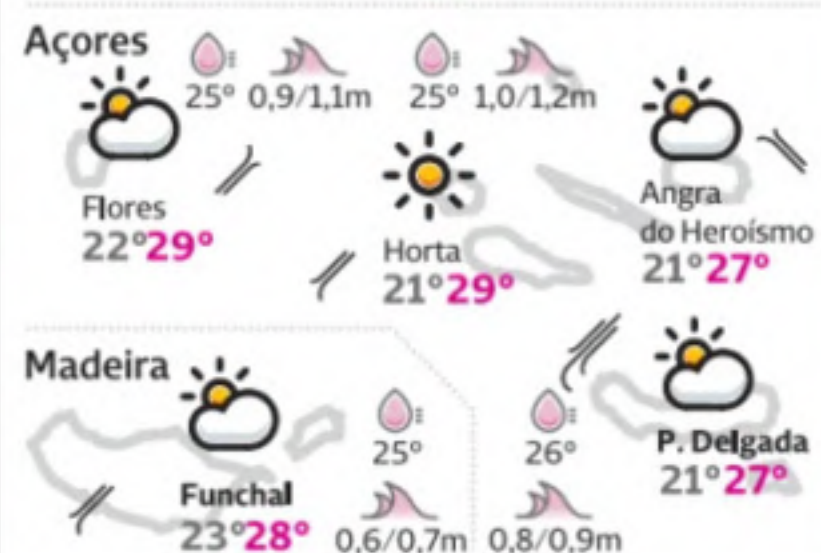 Açores
25° 0,9/1,1m
25° 1,0/1,2m
Flores
22° 29°
Horta
21° 29°
Angra
do Heroísmo
21° 27°
Madeira
Funchal
23° 28°
25°
0,6/0,7m
26°
0,8/0,9m
P. Delgada
21° 27°